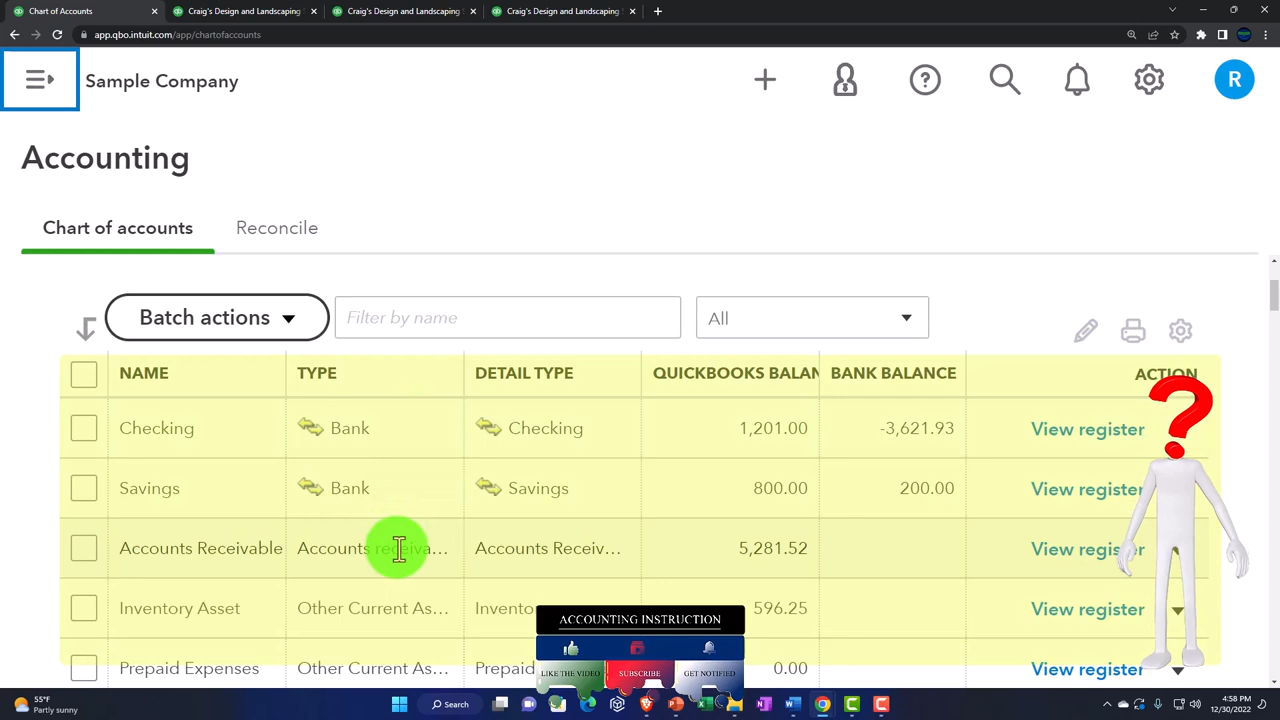 Chart of Accounts
Craig's Design and Landscaping
Craig's Design and Landscaping
Craig's Design and Landscaping
app.qbo.intuit.com/app/chartofaccounts
Sample Company
R
Accounting
Chart of accounts Reconcile
Batch actions Filter by name All
NAME TYPE DETAIL TYPE QUICKBOOKS BALAN BANK BALANCE ACTION
Checking Bank Checking 1,201.00 -3,621.93 View register
Savings Bank Savings 800.00 200.00 View register
Accounts Receivable Accounts receiva... Accounts Receiv... 5,281.52 View register
Inventory Asset Other Current As... Invento 596.25 View register
Prepaid Expenses Other Current As... Prepaid 0.00 View register
?
ACCOUNTING INSTRUCTION
LIKE THE VIDEO SUBSCRIBE GET NOTIFIED
55°F
Partly sunny
Search
4:58 PM
12/30/2022